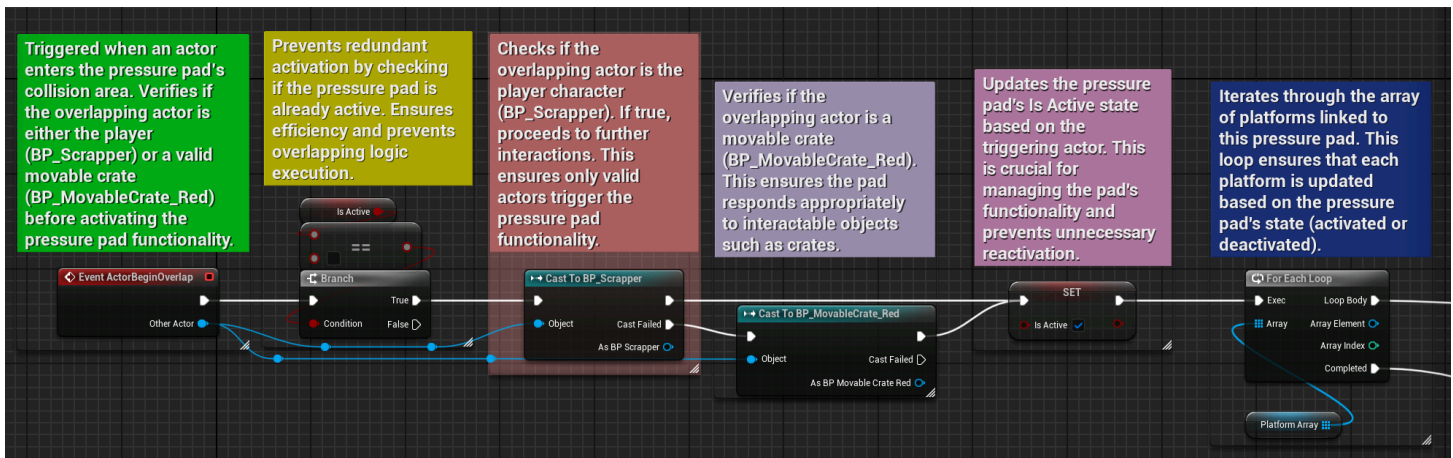 Triggered when an actor
enters the pressure pad's
collision area. Verifies if
the overlapping actor is
either the player
(BP_Scrapper) or a valid
movable crate
(BP_MovableCrate_Red)
before activating the
pressure pad functionality.
Prevents redundant
activation by checking
if the pressure pad is
already active. Ensures
efficiency and prevents
overlapping logic
execution.
Checks if the
overlapping actor is the
player character
(BP_Scrapper). If true,
proceeds to further
interactions. This
ensures only valid
actors trigger the
pressure pad
functionality.
Verifies if the
overlapping actor is a
movable crate
(BP_MovableCrate_Red).
This ensures the pad
responds appropriately
to interactable objects
such as crates.
Updates the pressure
pad's Is Active state
based on the
triggering actor. This
is crucial for
managing the pad's
functionality and
prevents unnecessary
reactivation.
Iterates through the array
of platforms linked to
this pressure pad. This
loop ensures that each
platform is updated
based on the pressure
pad's state (activated or
deactivated).
Event ActorBeginOverlap
Other Actor
Is Active
==
Branch
True
Condition
False
Cast To BP_Scrapper
Object
Cast Failed
As BP Scrapper
Cast To BP_MovableCrate_Red
Object
Cast Failed
As BP Movable Crate Red
SET
Is Active
For Each Loop
Exec
Loop Body
Array
Array Element
Array Index
Completed
Platform Array